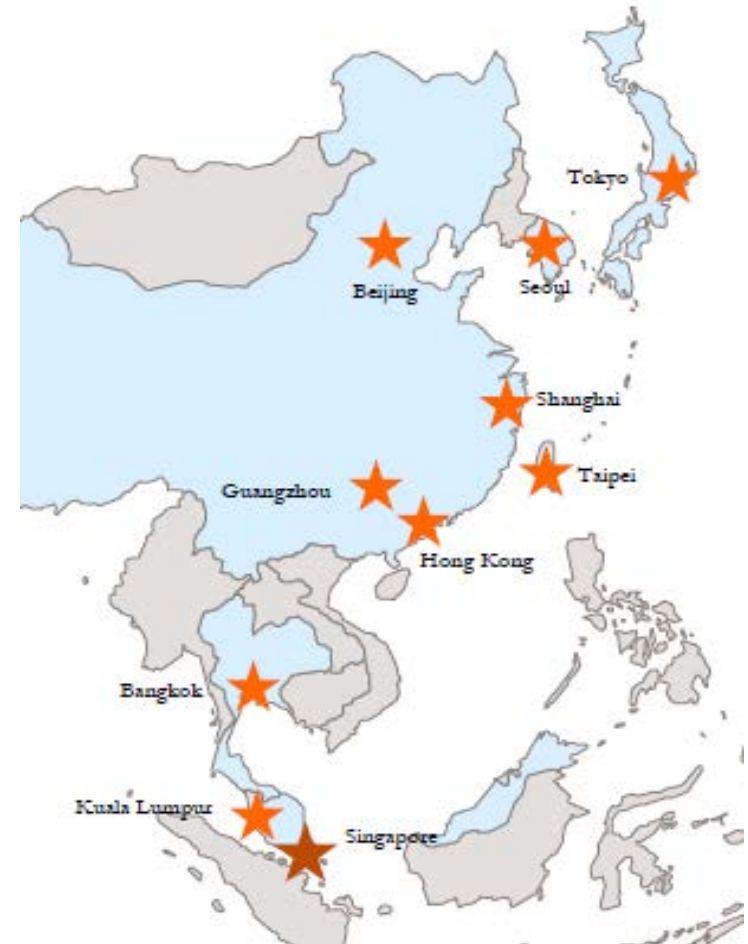 Tokyo
Beijing
Seoul
Shanghai
Taipei
Guangzhou
Hong Kong
Bangkok
Kuala Lumpur
Singapore